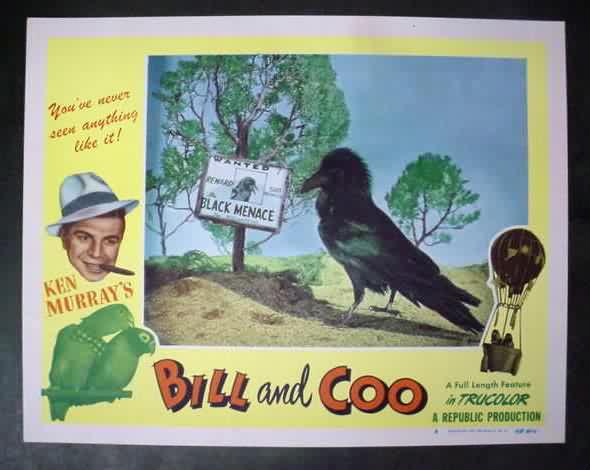 You've never
seen anything
like it!
WANTED
REWARD
BLACK MENACE
KEN
MURRAY'S
BILL and COO
A Full Length Feature
in TRUCOLOR
A REPUBLIC PRODUCTION